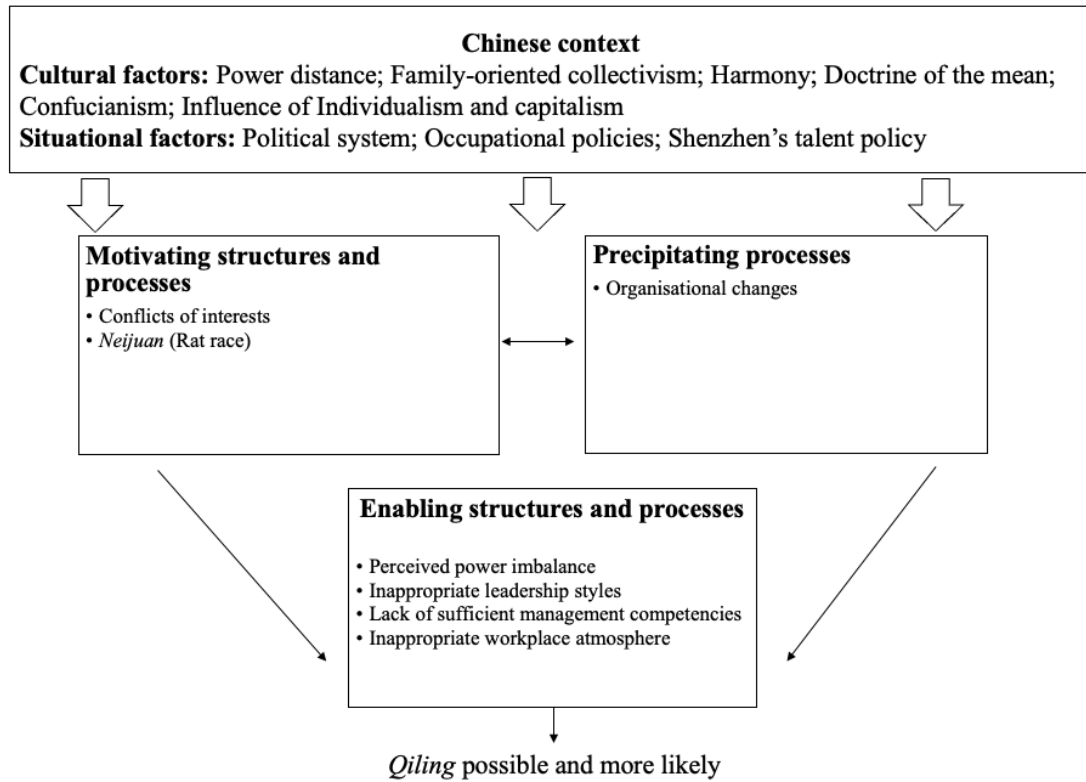 Chinese context
Cultural factors: Power distance; Family-oriented collectivism; Harmony; Doctrine of the mean;
Confucianism; Influence of Individualism and capitalism
Situational factors: Political system; Occupational policies; Shenzhen's talent policy
Motivating structures and
processes
• Conflicts of interests
• Neijuan (Rat race)
Precipitating processes
• Organisational changes
Enabling structures and processes
• Perceived power imbalance
• Inappropriate leadership styles
• Lack of sufficient management competencies
• Inappropriate workplace atmosphere
Qiling possible and more likely